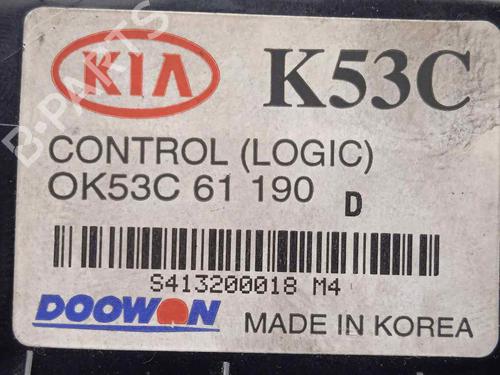 KIA K53C
CONTROL (LOGIC)
OK53C 61 190 D
S413200018 M4
DOOWON MADE IN KOREA
B-PARTS